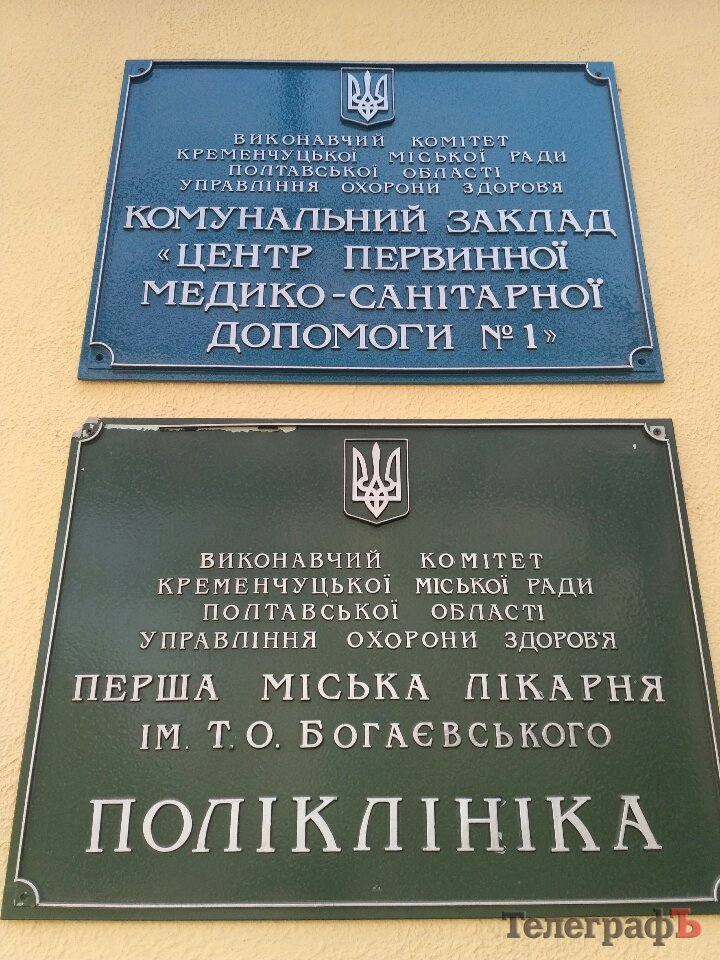 ВИКОНАВЧИЙ КОМІТЕТ
КРЕМЕНЧУЦЬКОЇ МІСЬКОЇ РАДИ
ПОЛТАВСЬКОЇ ОБЛАСТІ
УПРАВЛІННЯ ОХОРОНИ ЗДОРОВ'Я
КОМУНАЛЬНИЙ ЗАКЛАД
«ЦЕНТР ПЕРВИННОЇ
МЕДИКО-САНІТАРНОЇ
ДОПОМОГИ №1»
ВИКОНАВЧИЙ КОМІТЕТ
КРЕМЕНЧУЦЬКОЇ МІСЬКОЇ РАДИ
ПОЛТАВСЬКОЇ ОБЛАСТІ
УПРАВЛІННЯ ОХОРОНИ ЗДОРОВ'Я
ПЕРША МІСЬКА ЛІКАРНЯ
ІМ. Т. О. БОГАЄВСЬКОГО
ПОЛІКЛІНІКА
ТелеграфЪ